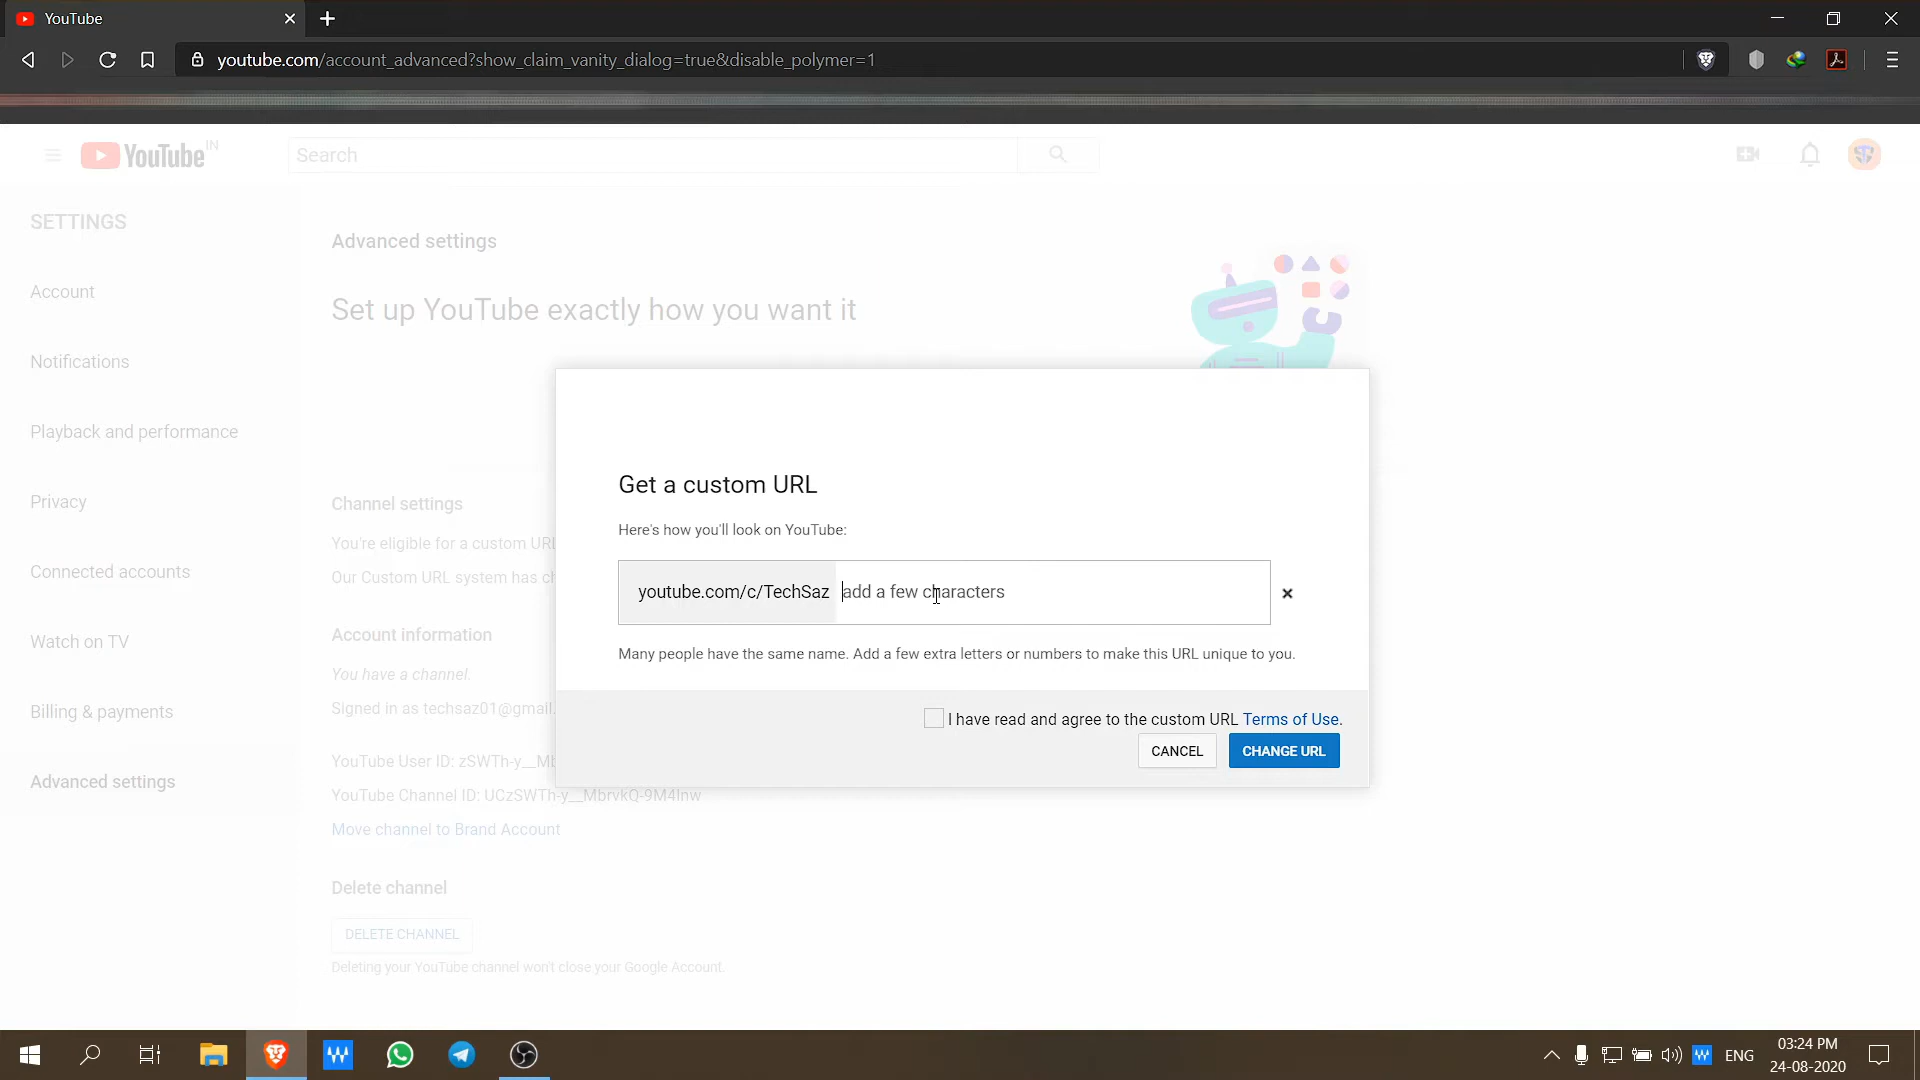 YouTube
youtube.com/account_advanced?show_claim_vanity_dialog=true&disable_polymer=1
YouTube IN
Search
SETTINGS
Account
Notifications
Playback and performance
Privacy
Connected accounts
Watch on TV
Billing & payments
Advanced settings
Advanced settings
Set up YouTube exactly how you want it
Channel settings
You're eligible for a custom URL
Our Custom URL system has ch
Account information
You have a channel.
Signed in as techsaz01@gmail.
YouTube User ID: zSWTh-y__Mb
YouTube Channel ID: UCzSWTh-y__MbrvkQ-9M4Inw
Move channel to Brand Account
Delete channel
DELETE CHANNEL
Deleting your YouTube channel won't close your Google Account.
Get a custom URL
Here's how you'll look on YouTube:
youtube.com/c/TechSaz add a few characters
Many people have the same name. Add a few extra letters or numbers to make this URL unique to you.
I have read and agree to the custom URL Terms of Use.
CANCEL CHANGE URL
ENG
03:24 PM
24-08-2020